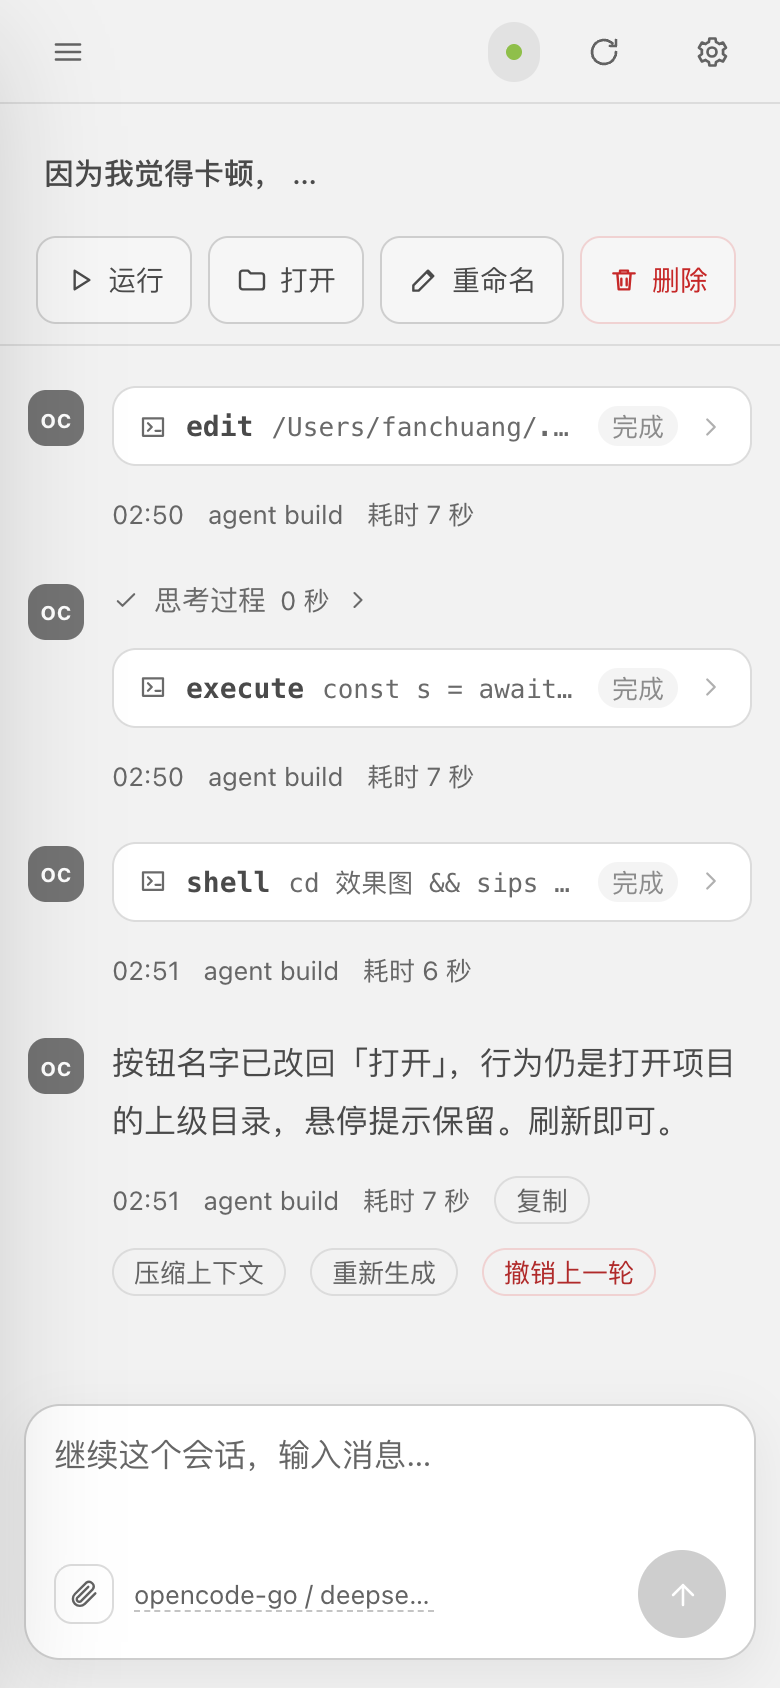 因为我觉得卡顿， ...
运行 打开 重命名 删除
oc edit /Users/fanchuang/.… 完成
02:50 agent build 耗时 7 秒
oc 思考过程 0 秒
execute const s = await… 完成
02:50 agent build 耗时 7 秒
oc shell cd 效果图 && sips … 完成
02:51 agent build 耗时 6 秒
oc 按钮名字已改回「打开」，行为仍是打开项目
的上级目录，悬停提示保留。刷新即可。
02:51 agent build 耗时 7 秒 复制
压缩上下文 重新生成 撤销上一轮
继续这个会话，输入消息...
opencode-go / deepse...